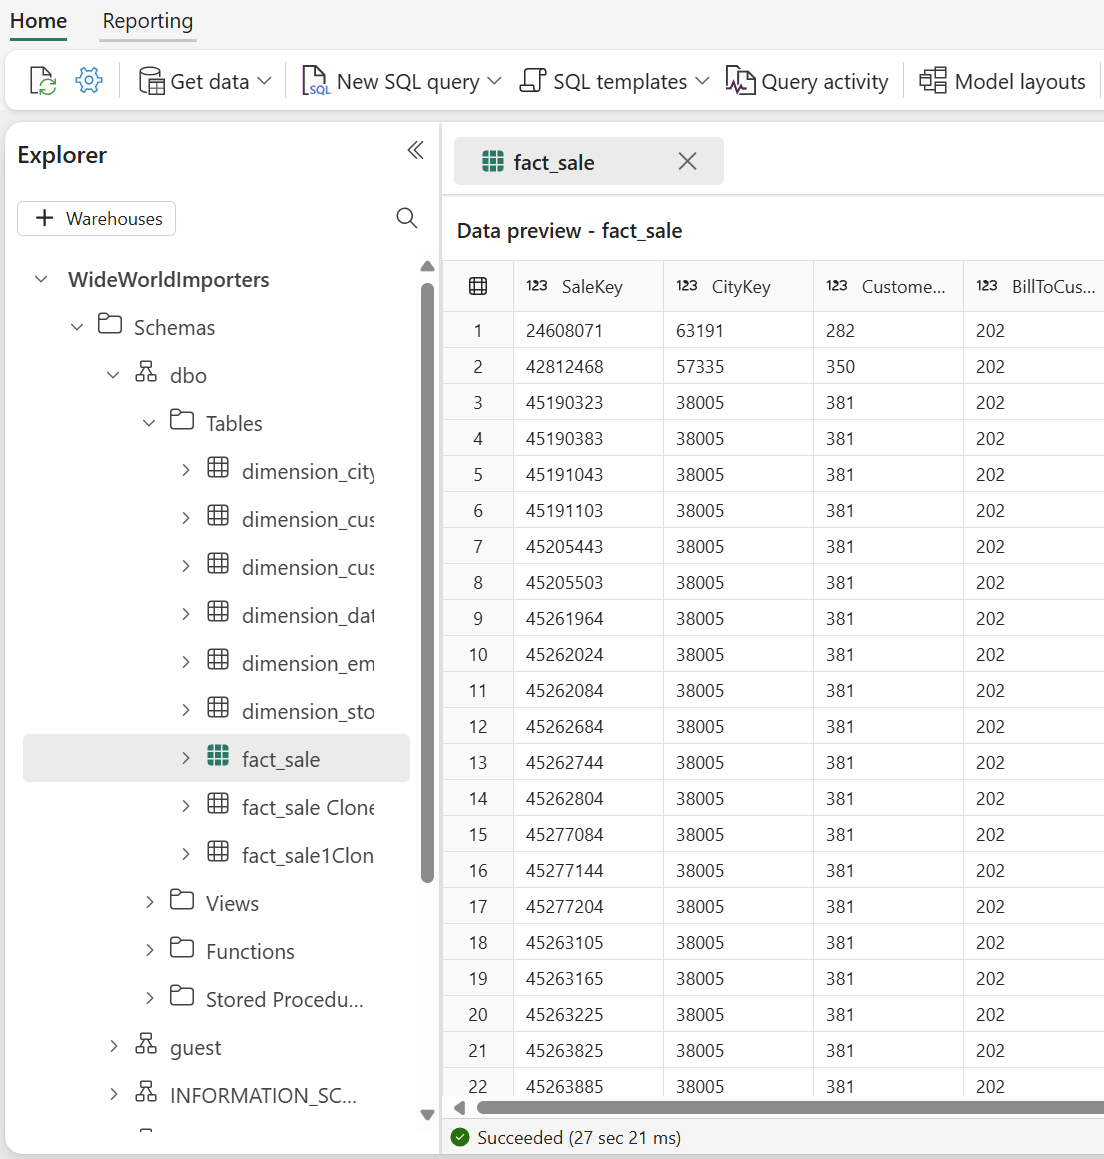 Home Reporting
Get data New SQL query SQL templates Query activity Model layouts
Explorer
+ Warehouses
WideWorldImporters
Schemas
dbo
Tables
dimension_city
dimension_cus
dimension_cus
dimension_dat
dimension_em
dimension_sto
fact_sale
fact_sale Clone
fact_sale1Clon
Views
Functions
Stored Procedu...
guest
INFORMATION_SC...
fact_sale
Data preview - fact_sale
123 SaleKey 123 CityKey 123 Custome... 123 BillToCus...
1 24608071 63191 282 202
2 42812468 57335 350 202
3 45190323 38005 381 202
4 45190383 38005 381 202
5 45191043 38005 381 202
6 45191103 38005 381 202
7 45205443 38005 381 202
8 45205503 38005 381 202
9 45261964 38005 381 202
10 45262024 38005 381 202
11 45262084 38005 381 202
12 45262684 38005 381 202
13 45262744 38005 381 202
14 45262804 38005 381 202
15 45277084 38005 381 202
16 45277144 38005 381 202
17 45277204 38005 381 202
18 45263105 38005 381 202
19 45263165 38005 381 202
20 45263225 38005 381 202
21 45263825 38005 381 202
22 45263885 38005 381 202
Succeeded (27 sec 21 ms)